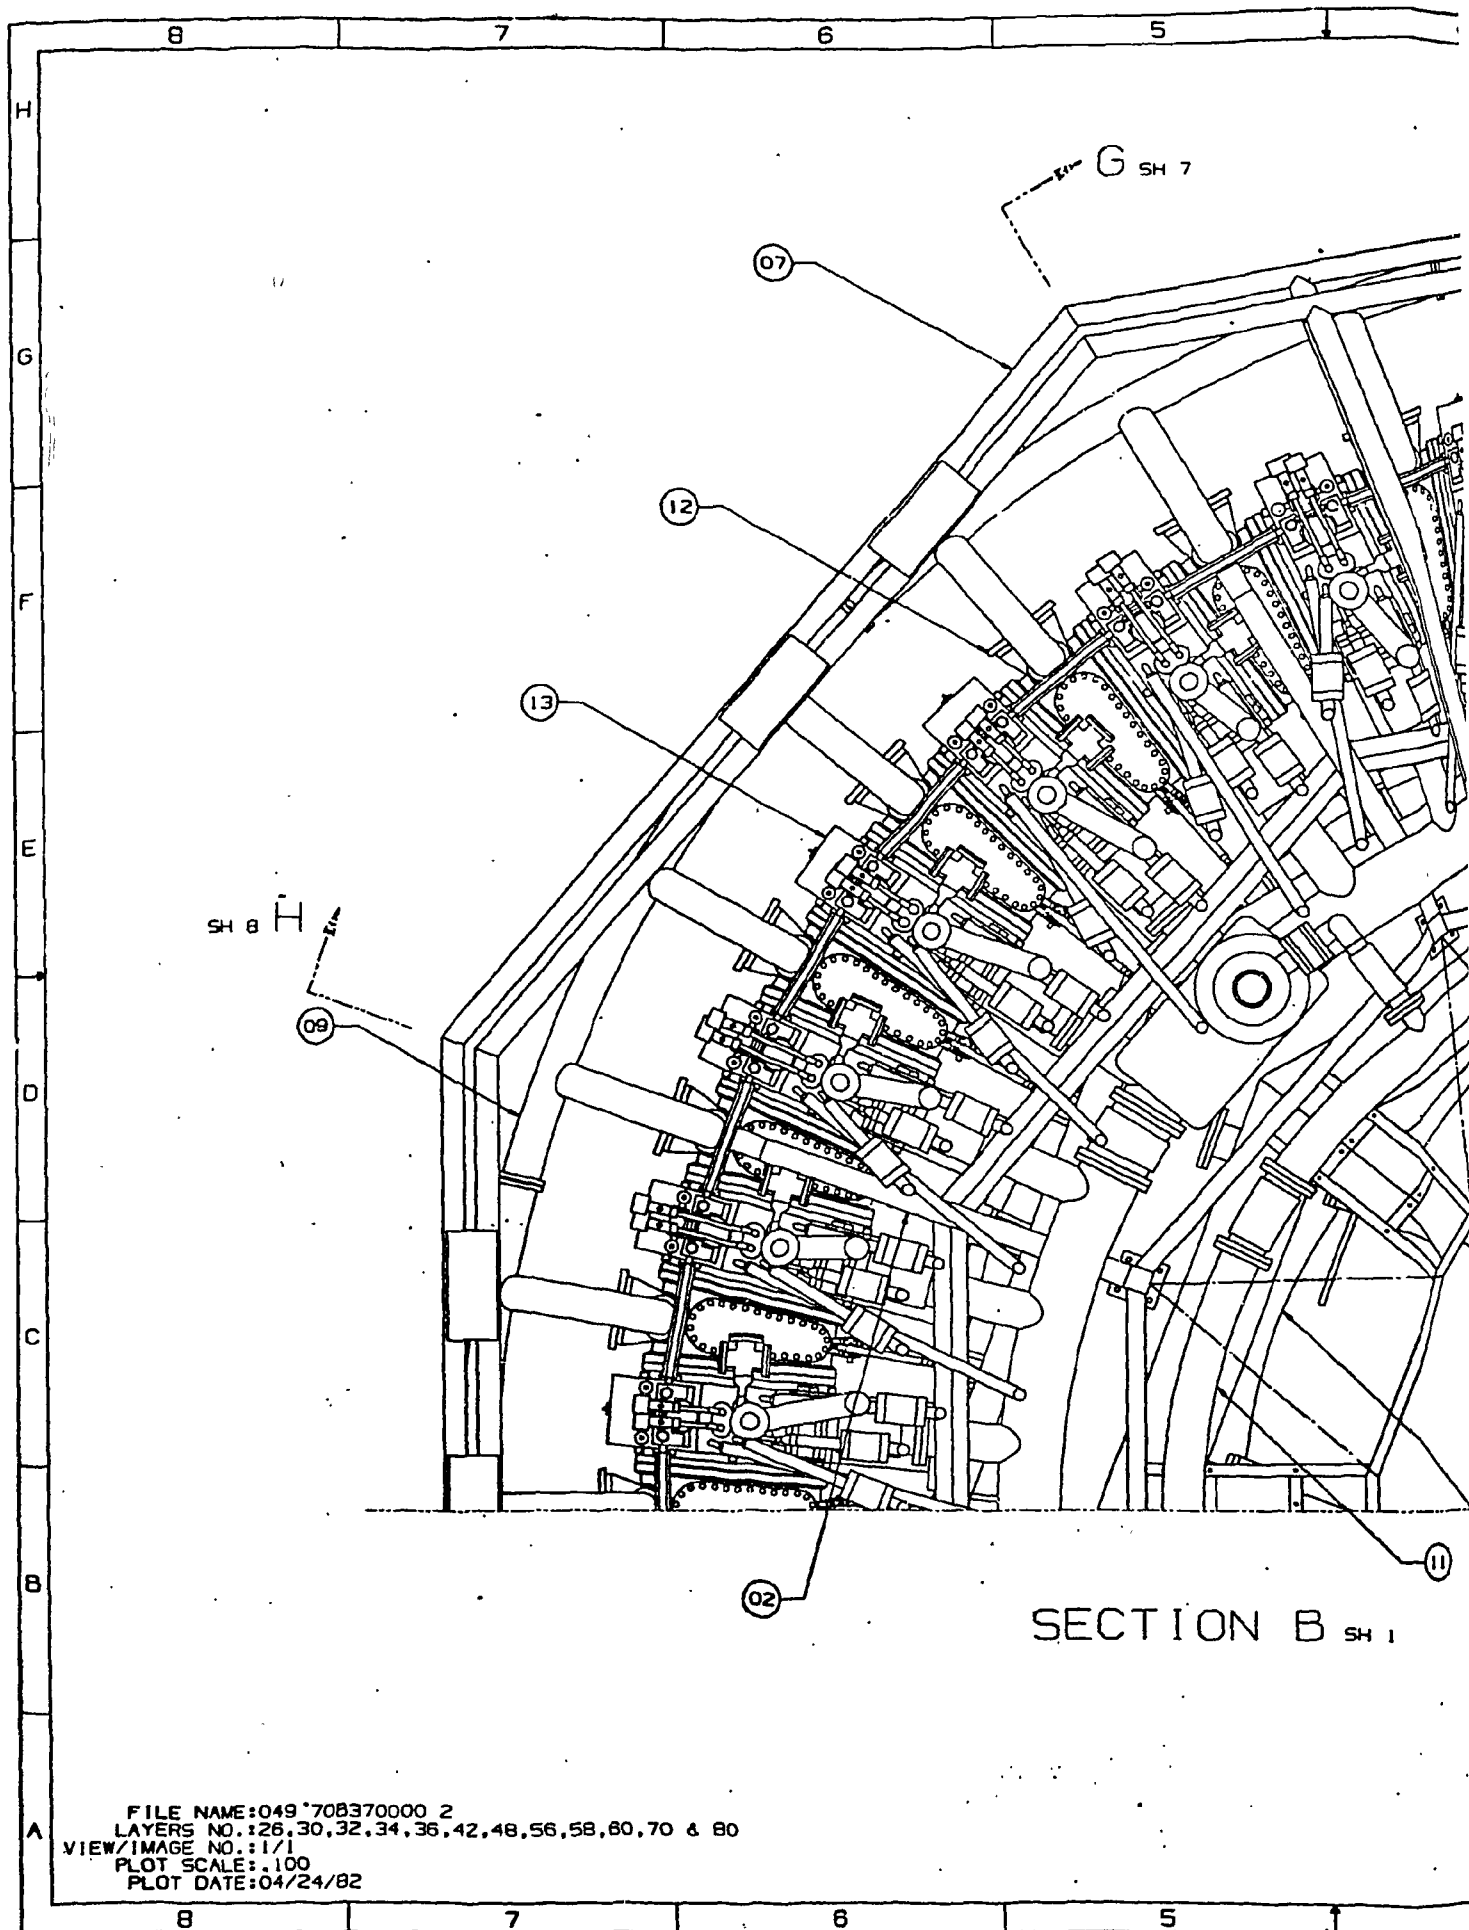 8 7 6 5
H
G SH 7
07
G
12
F
13
E
SH 8 H
09
D
C
11
B
02
SECTION B SH 1
FILE NAME:049 708370000 2
LAYERS NO.:26,30,32,34,36,42,48,56,58,60,70 & 80
A
VIEW/IMAGE NO.:1/1
PLOT SCALE:.100
PLOT DATE:04/24/82
8 7 6 5